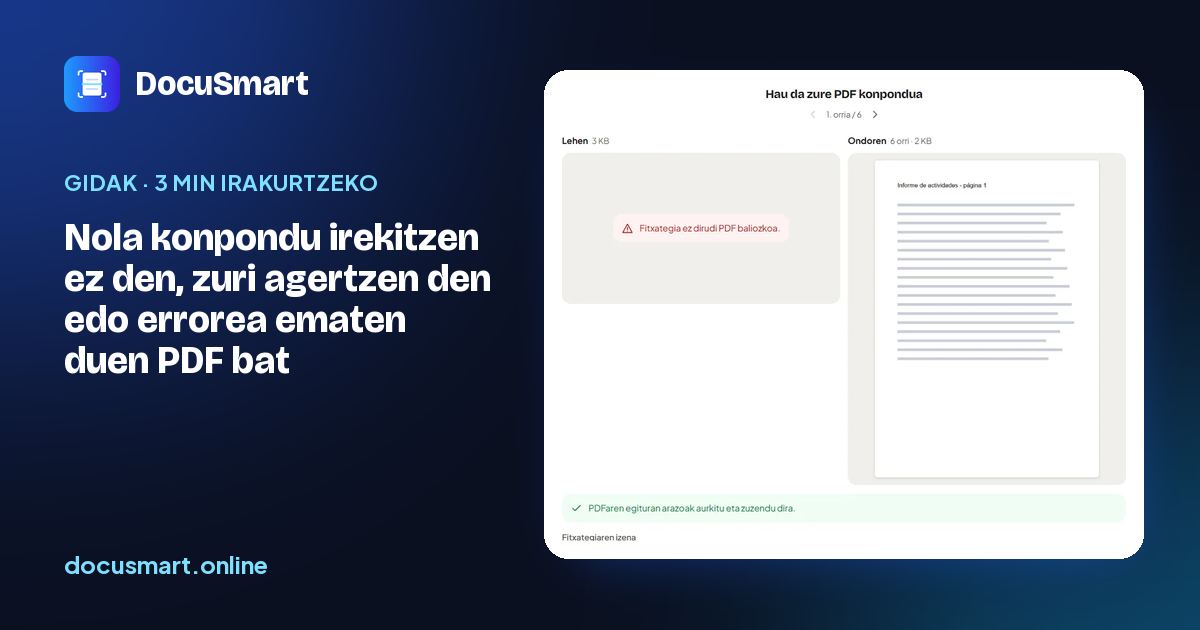 DocuSmart
GIDAK · 3 MIN IRAKURTZEKO
Nola konpondu irekitzen
ez den, zuri agertzen den
edo errorea ematen
duen PDF bat
docusmart.online
Hau da zure PDF konpondua
1. orria / 6
Lehen 3 KB
Fitxategia ez dirudi PDF baliozkoa.
Ondoren 6 orri · 2 KB
Informe de actividades - página 1
PDFaren egituran arazoak aurkitu eta zuzendu dira.
Fitxategiaren izena